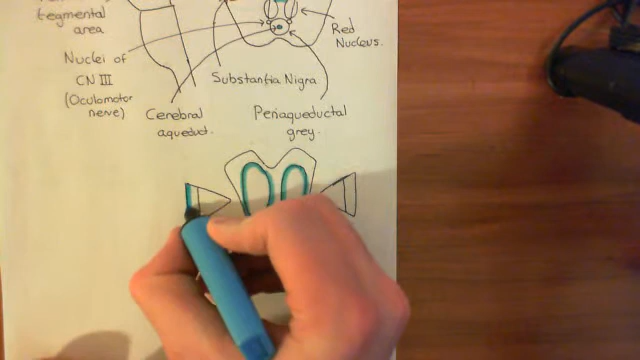 tegmental
area
Nuclei of
CN III
(Oculomotor
nerve)
Cerebral
aqueduct.
Substantia Nigra
Periaqueductal
grey.
Red
Nucleus.